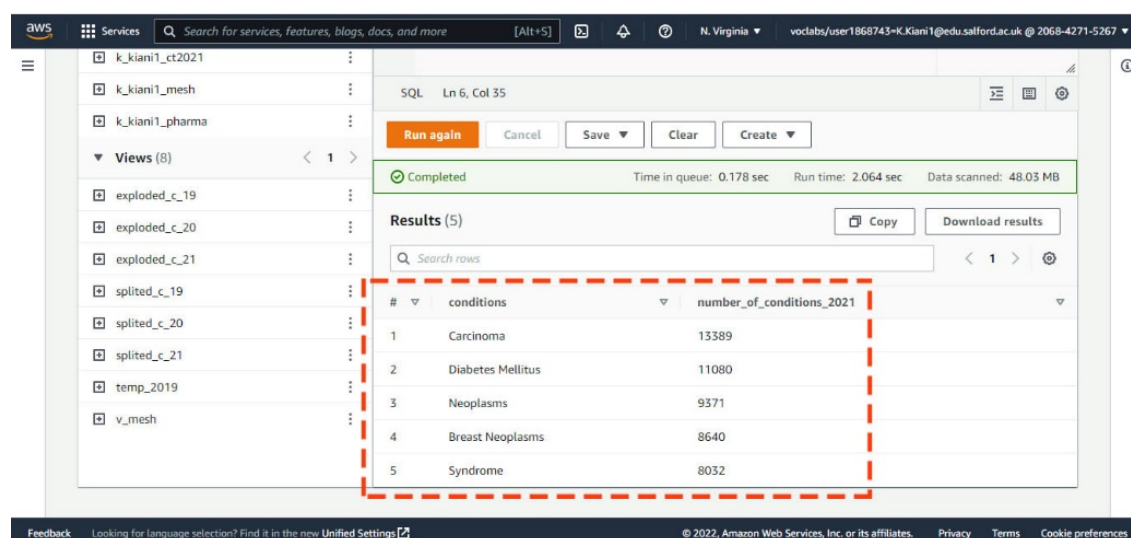 aws Services Search for services, features, blogs, docs, and more [Alt+S] N. Virginia ▼ voclabs/user1868743=K.Kiani1@edu.salford.ac.uk @ 2068-4271-5267 ▼
k_kiani1_ct2021
k_kiani1_mesh
k_kiani1_pharma
Views (8) < 1 >
exploded_c_19
exploded_c_20
exploded_c_21
splited_c_19
splited_c_20
splited_c_21
temp_2019
v_mesh
SQL Ln 6, Col 35
Run again Cancel Save ▼ Clear Create ▼
Completed Time in queue: 0.178 sec Run time: 2.064 sec Data scanned: 48.03 MB
Results (5) Copy Download results
Search rows < 1 >
# conditions number_of_conditions_2021
1 Carcinoma 13389
2 Diabetes Mellitus 11080
3 Neoplasms 9371
4 Breast Neoplasms 8640
5 Syndrome 8032
Feedback Looking for language selection? Find it in the new Unified Settings © 2022, Amazon Web Services, Inc. or its affiliates. Privacy Terms Cookie preferences